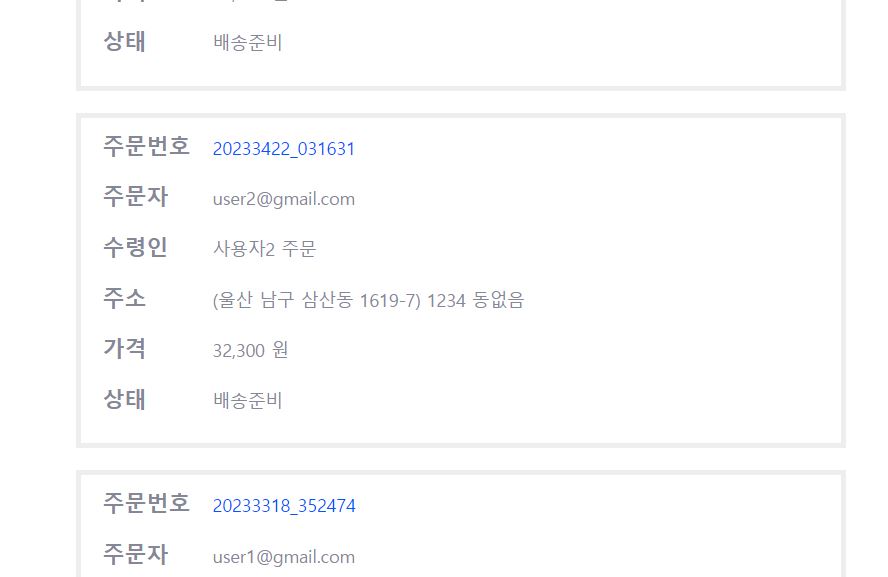 상태 배송준비
주문번호 20233422_031631
주문자 user2@gmail.com
수령인 사용자2 주문
주소 (울산 남구 삼산동 1619-7) 1234 동없음
가격 32,300 원
상태 배송준비
주문번호 20233318_352474
주문자 user1@gmail.com